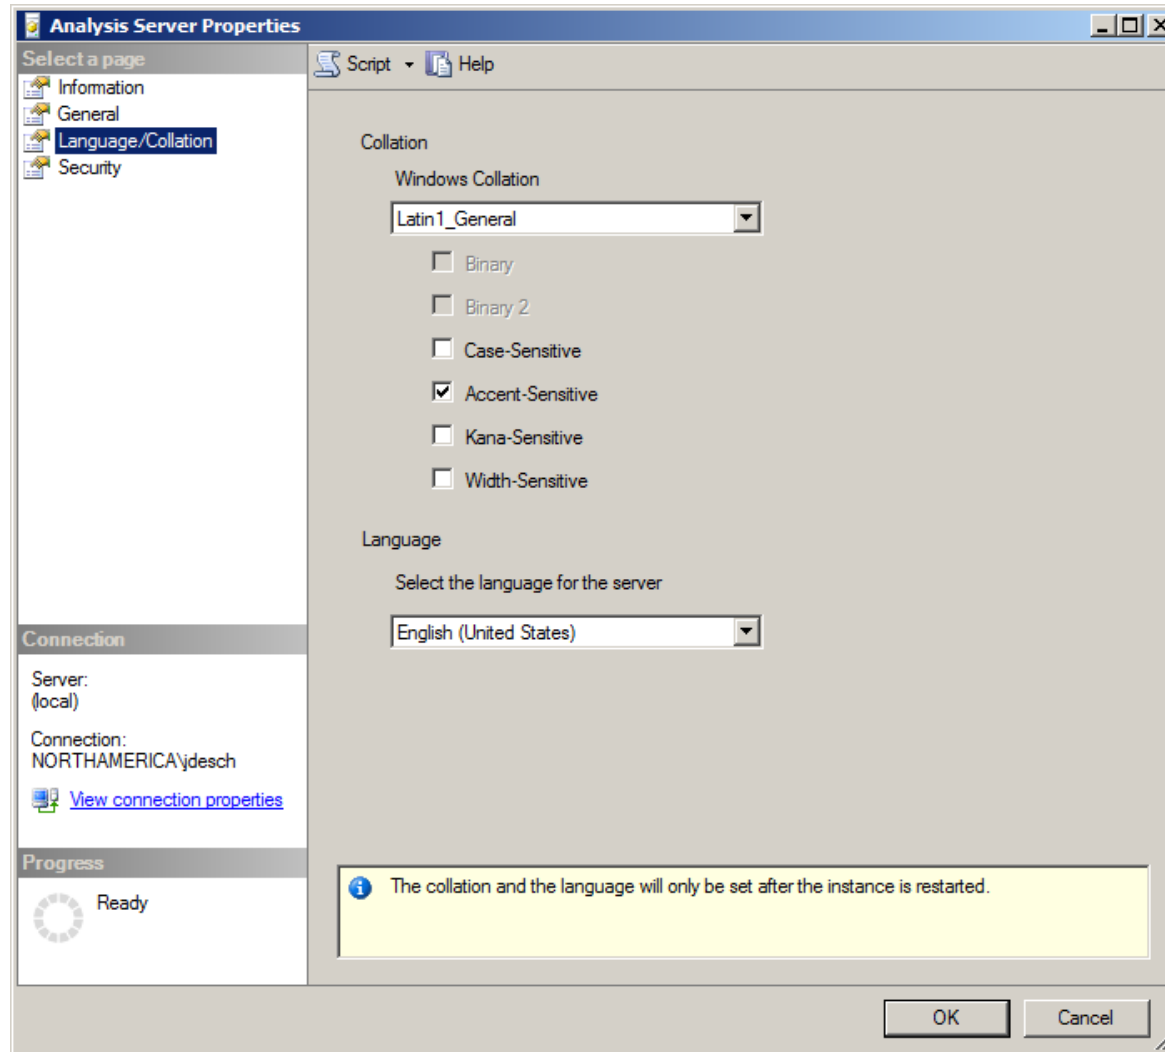 Analysis Server Properties
Select a page
Information
General
Language/Collation
Security
Script
Help
Collation
Windows Collation
Latin1_General
Binary
Binary 2
Case-Sensitive
Accent-Sensitive
Kana-Sensitive
Width-Sensitive
Language
Select the language for the server
English (United States)
Connection
Server:
(local)
Connection:
NORTHAMERICA\jdesch
View connection properties
Progress
Ready
The collation and the language will only be set after the instance is restarted.
OK
Cancel